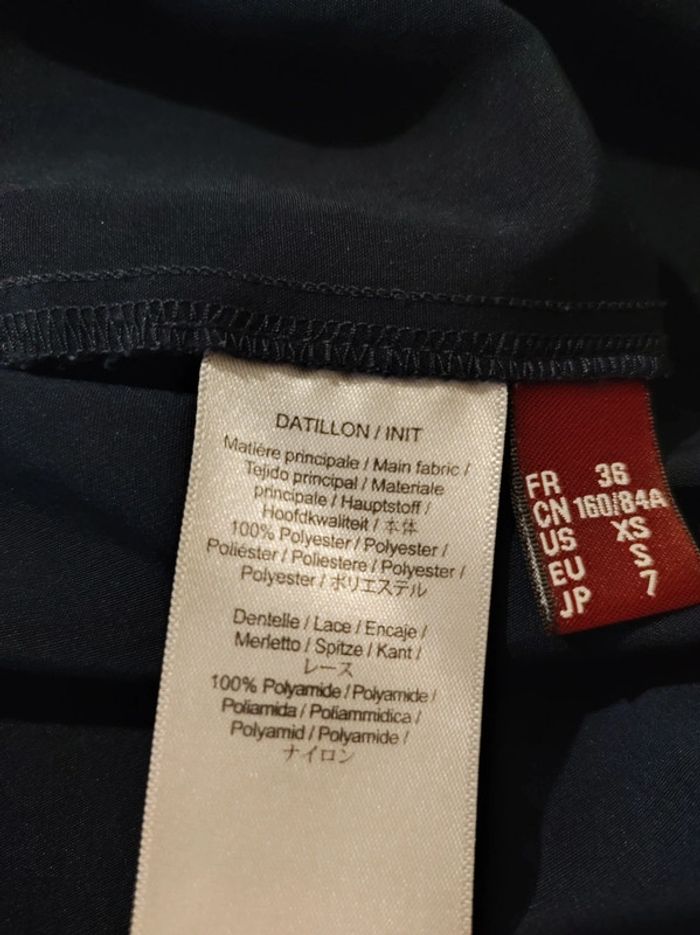 DATILLON / INIT
Matière principale / Main fabric /
Tejido principal / Materiale
principale / Hauptstoff /
Hoofdkwaliteit / 本体
100% Polyester / Polyester /
Poliéster / Poliestere / Polyester /
Polyester / ポリエステル
Dentelle / Lace / Encaje /
Merletto / Spitze / Kant /
レース
100% Polyamide / Polyamide /
Poliamida / Poliammidica /
Polyamid / Polyamide /
ナイロン
FR 36
CN 160/84A
US XS
EU S
JP 7